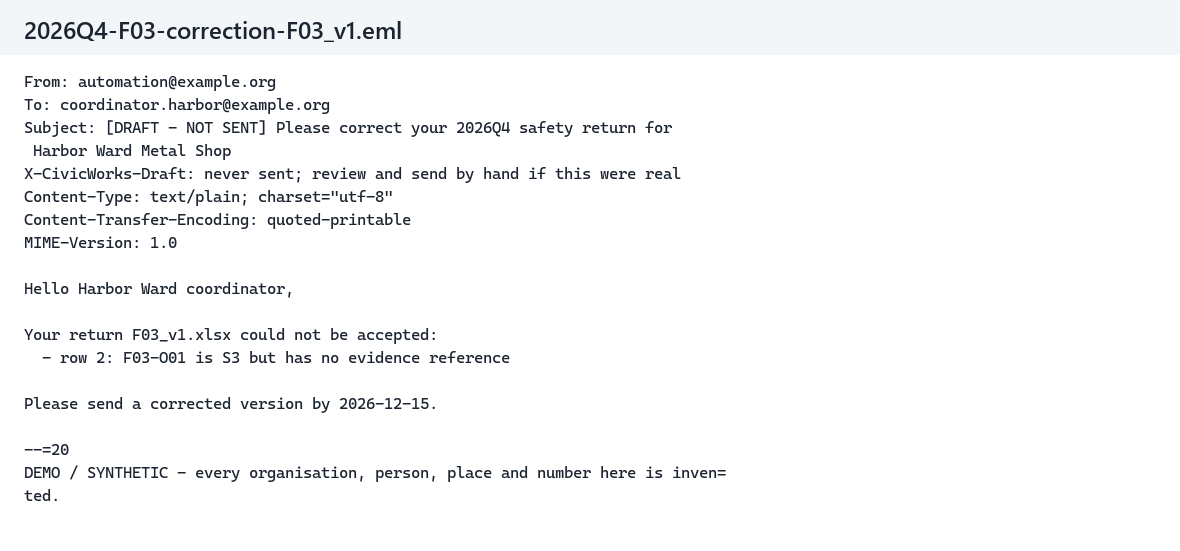 2026Q4-F03-correction-F03_v1.eml
From: automation@example.org
To: coordinator.harbor@example.org
Subject: [DRAFT - NOT SENT] Please correct your 2026Q4 safety return for
 Harbor Ward Metal Shop
X-CivicWorks-Draft: never sent; review and send by hand if this were real
Content-Type: text/plain; charset="utf-8"
Content-Transfer-Encoding: quoted-printable
MIME-Version: 1.0

Hello Harbor Ward coordinator,

Your return F03_v1.xlsx could not be accepted:
  - row 2: F03-O01 is S3 but has no evidence reference

Please send a corrected version by 2026-12-15.

--=20
DEMO / SYNTHETIC - every organisation, person, place and number here is inven=
ted.